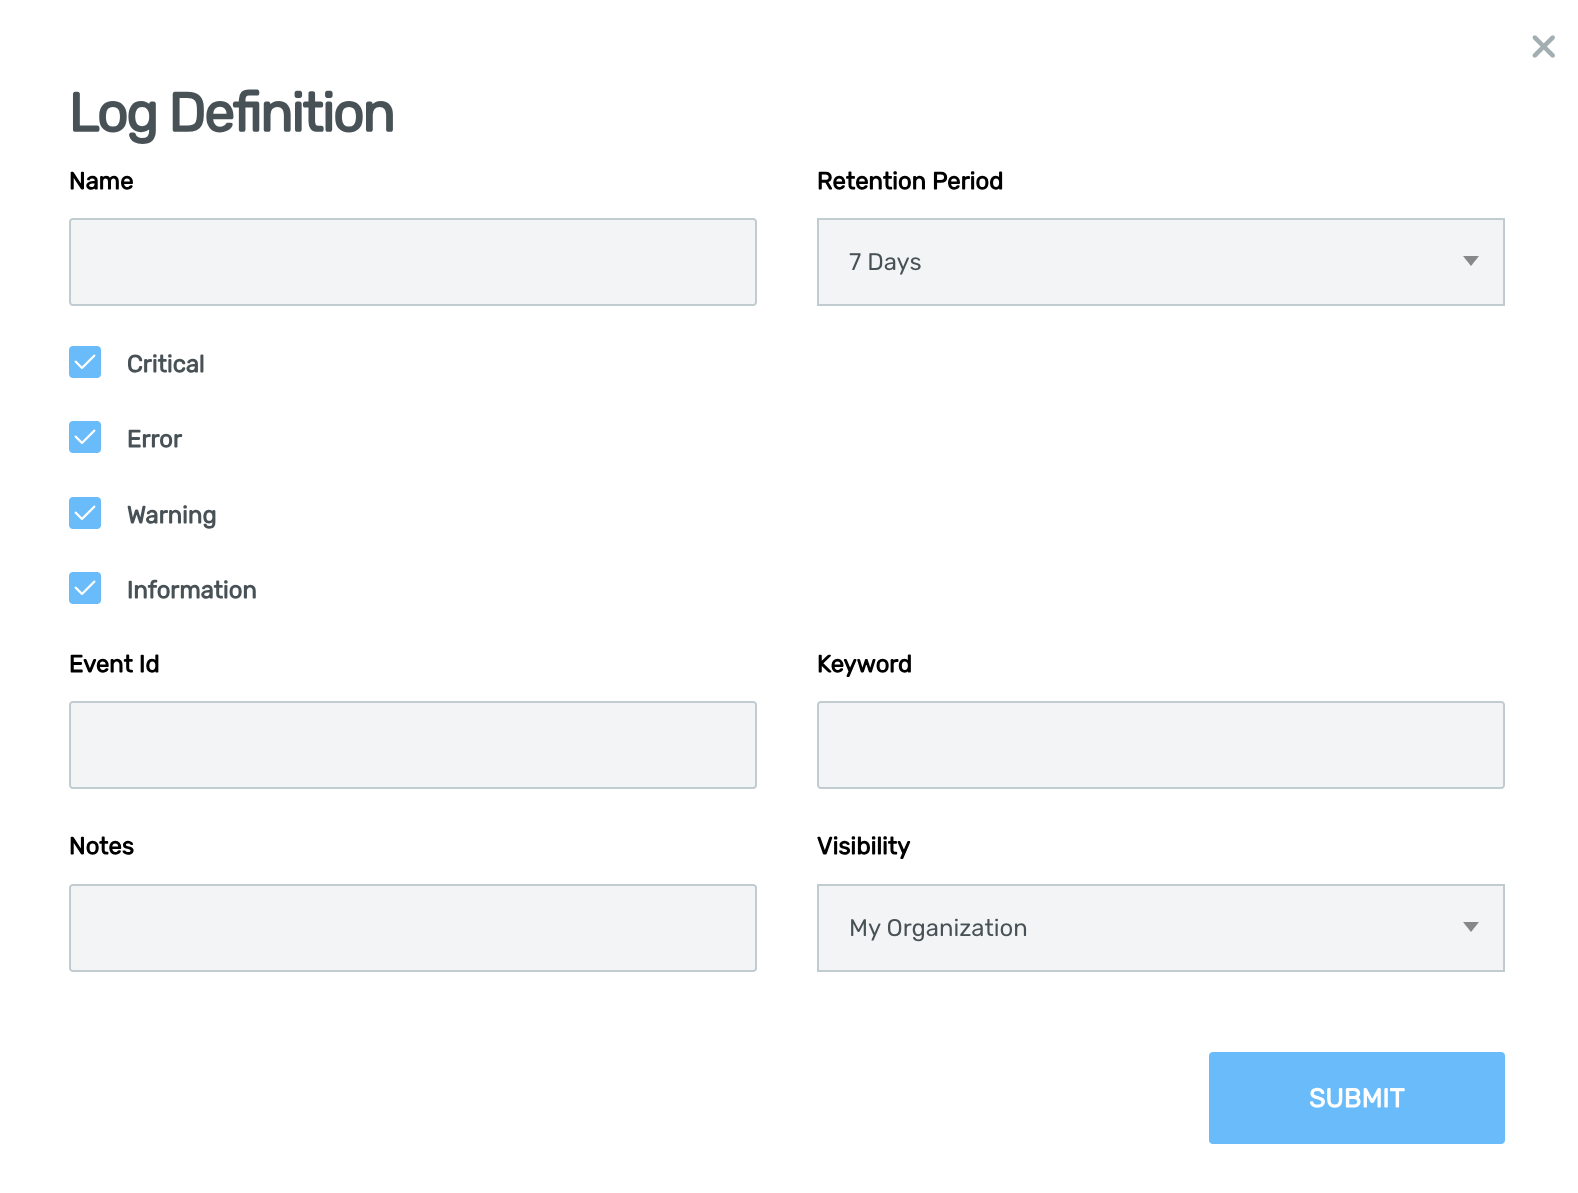 Log Definition
Name
Retention Period
7 Days
Critical
Error
Warning
Information
Event Id
Keyword
Notes
Visibility
My Organization
SUBMIT